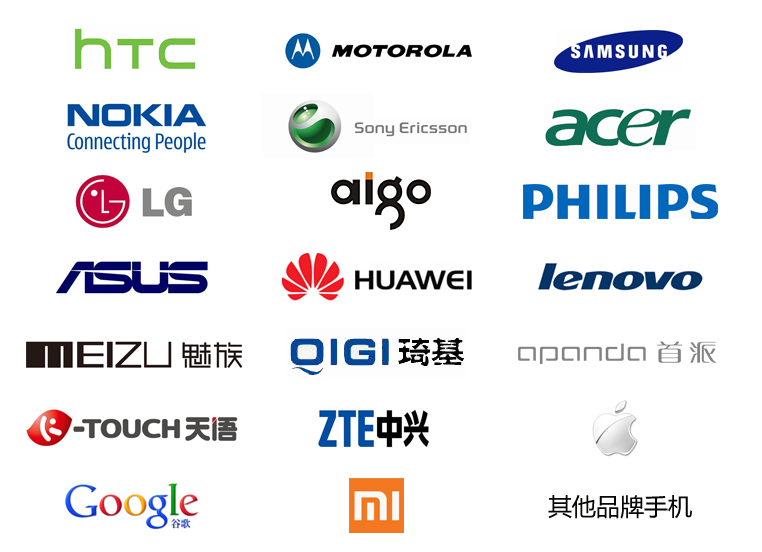 hTC
MOTOROLA
SAMSUNG
NOKIA
Connecting People
Sony Ericsson
acer
LG
aigo
PHILIPS
ASUS
HUAWEI
lenovo
MEIZU 魅族
QIGI 琦基
apanda 首派
K-TOUCH 天语
ZTE中兴
Google
谷歌
mi
其他品牌手机